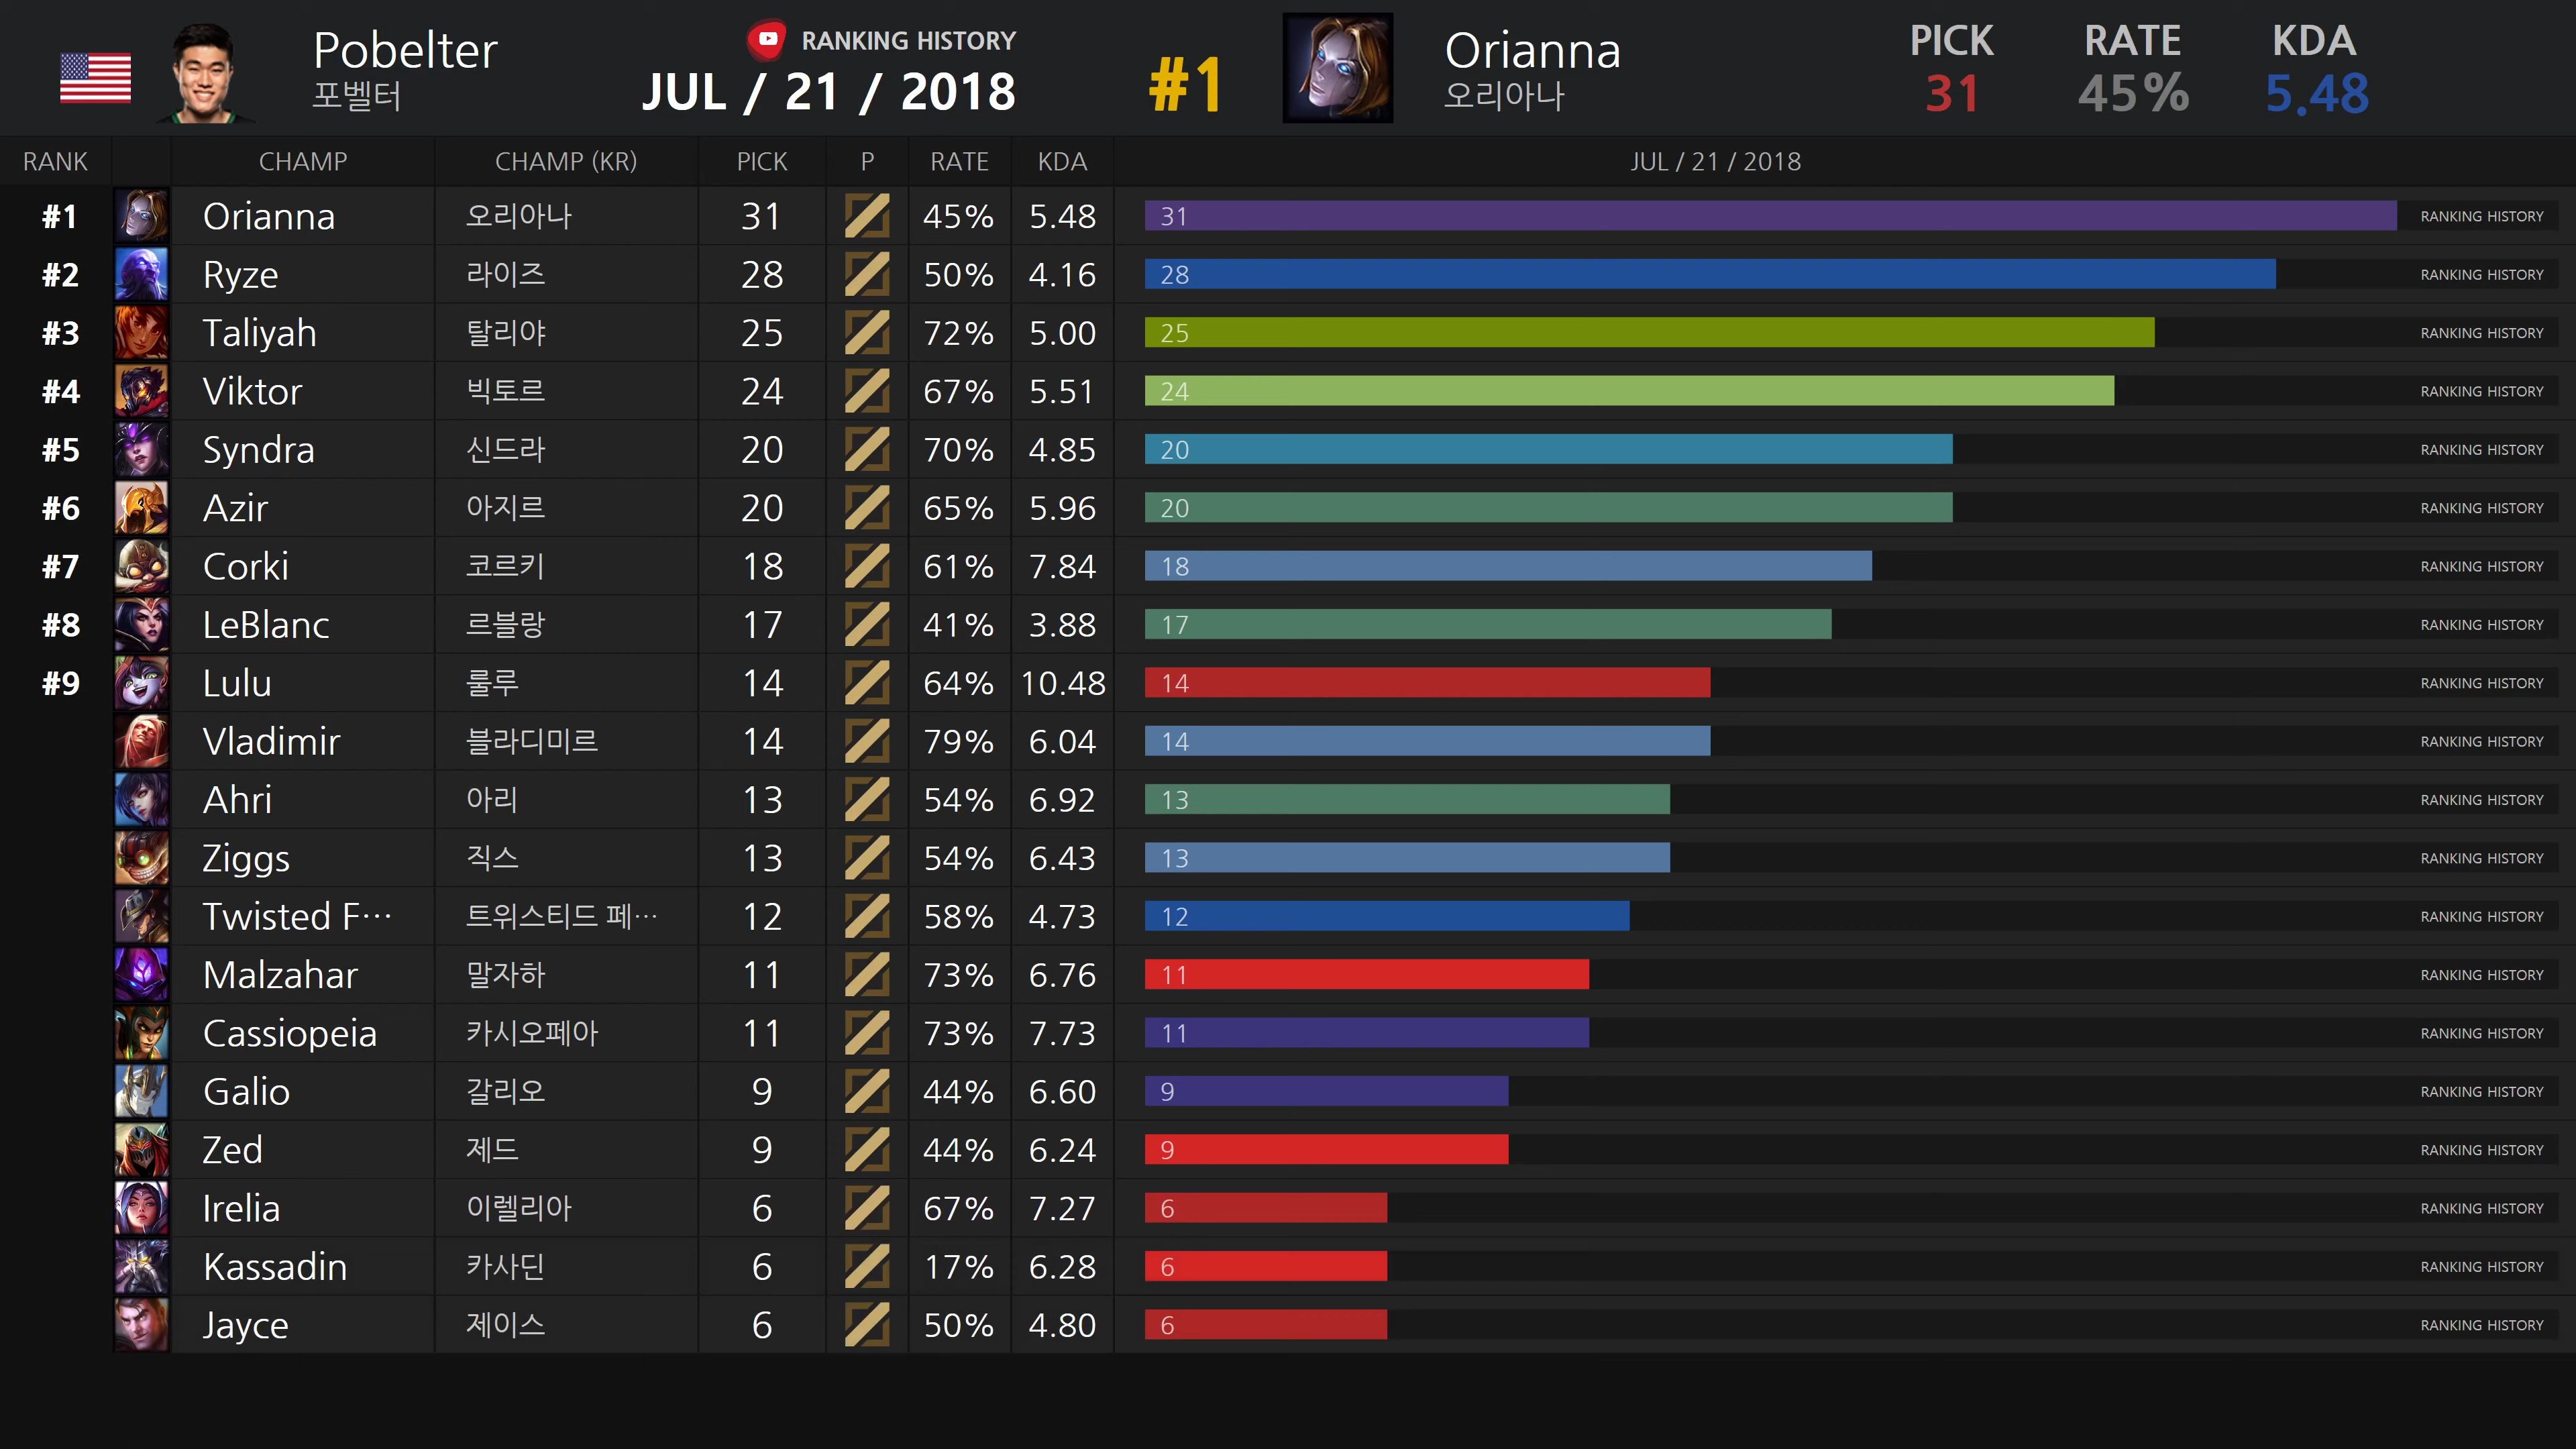 Pobelter
포벨터
RANKING HISTORY
JUL / 21 / 2018
#1
Orianna
오리아나
PICK RATE KDA
31 45% 5.48
RANK CHAMP CHAMP (KR) PICK P RATE KDA JUL / 21 / 2018
#1 Orianna 오리아나 31 45% 5.48 31 RANKING HISTORY
#2 Ryze 라이즈 28 50% 4.16 28 RANKING HISTORY
#3 Taliyah 탈리야 25 72% 5.00 25 RANKING HISTORY
#4 Viktor 빅토르 24 67% 5.51 24 RANKING HISTORY
#5 Syndra 신드라 20 70% 4.85 20 RANKING HISTORY
#6 Azir 아지르 20 65% 5.96 20 RANKING HISTORY
#7 Corki 코르키 18 61% 7.84 18 RANKING HISTORY
#8 LeBlanc 르블랑 17 41% 3.88 17 RANKING HISTORY
#9 Lulu 룰루 14 64% 10.48 14 RANKING HISTORY
Vladimir 블라디미르 14 79% 6.04 14 RANKING HISTORY
Ahri 아리 13 54% 6.92 13 RANKING HISTORY
Ziggs 직스 13 54% 6.43 13 RANKING HISTORY
Twisted F··· 트위스티드 페··· 12 58% 4.73 12 RANKING HISTORY
Malzahar 말자하 11 73% 6.76 11 RANKING HISTORY
Cassiopeia 카시오페아 11 73% 7.73 11 RANKING HISTORY
Galio 갈리오 9 44% 6.60 9 RANKING HISTORY
Zed 제드 9 44% 6.24 9 RANKING HISTORY
Irelia 이렐리아 6 67% 7.27 6 RANKING HISTORY
Kassadin 카사딘 6 17% 6.28 6 RANKING HISTORY
Jayce 제이스 6 50% 4.80 6 RANKING HISTORY